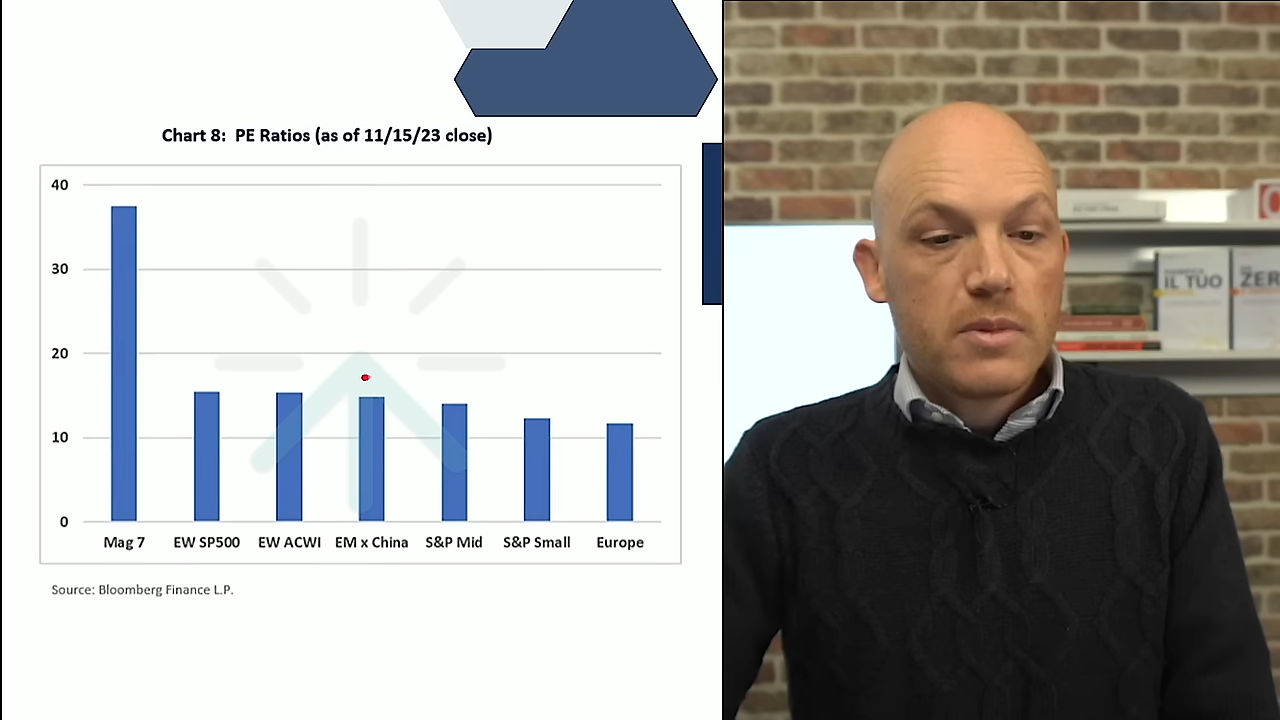 Chart 8: PE Ratios (as of 11/15/23 close)
40
30
20
10
0
Mag 7 EW SP500 EW ACWI EM x China S&P Mid S&P Small Europe
Source: Bloomberg Finance L.P.
IL TUO
ZERO